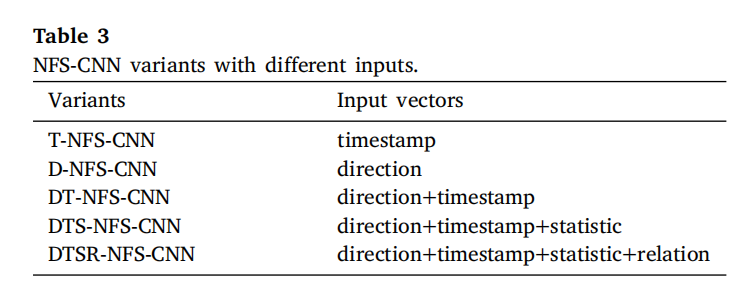 Table 3
NFS-CNN variants with different inputs.
Variants Input vectors
T-NFS-CNN timestamp
D-NFS-CNN direction
DT-NFS-CNN direction+timestamp
DTS-NFS-CNN direction+timestamp+statistic
DTSR-NFS-CNN direction+timestamp+statistic+relation